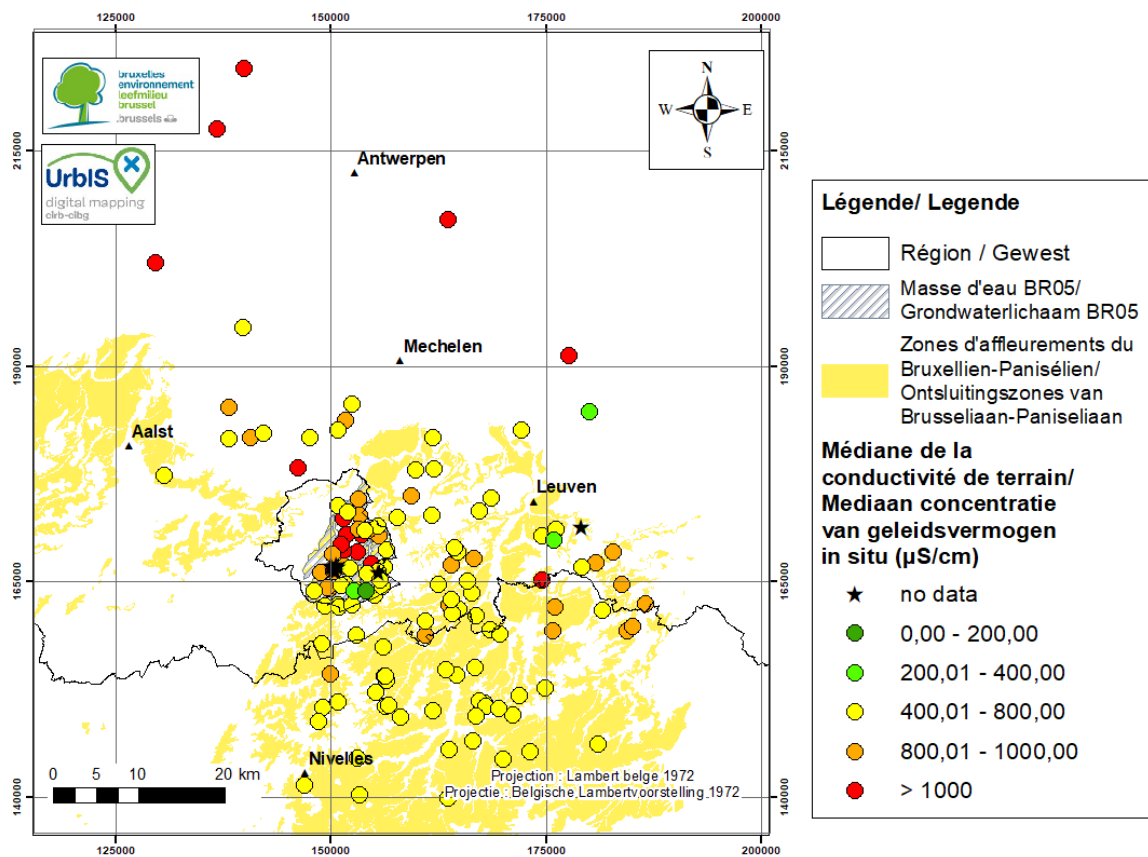 125000
150000
175000
200000
bruxelles
environnement
leefmilieu
brussel
.brussels
N
W E
S
215000
215000
UrbIS
digital mapping
cirb-cibg
Antwerpen
Mechelen
190000
190000
Aalst
Leuven
165000
165000
Nivelles
0 5 10 20 km
Projection : Lambert belge 1972
Projectie : Belgische Lambertvoorstelling 1972
140000
140000
125000
150000
175000
200000
Légende/ Legende
Région / Gewest
Masse d'eau BR05/
Grondwaterlichaam BR05
Zones d'affleurements du
Bruxellien-Panisélien/
Ontsluitingszones van
Brusseliaan-Paniseliaan
Médiane de la
conductivité de terrain/
Mediaan concentratie
van geleidsvermogen
in situ (µS/cm)
no data
0,00 - 200,00
200,01 - 400,00
400,01 - 800,00
800,01 - 1000,00
> 1000